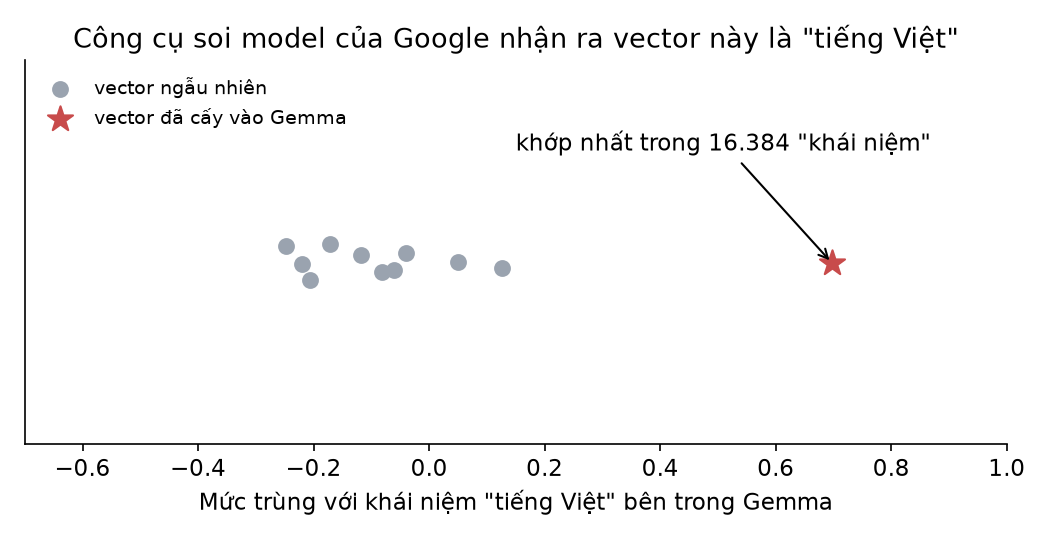 Công cụ soi model của Google nhận ra vector này là "tiếng Việt"
vector ngẫu nhiên
vector đã cấy vào Gemma
khớp nhất trong 16.384 "khái niệm"
−0.6 −0.4 −0.2 0.0 0.2 0.4 0.6 0.8 1.0
Mức trùng với khái niệm "tiếng Việt" bên trong Gemma